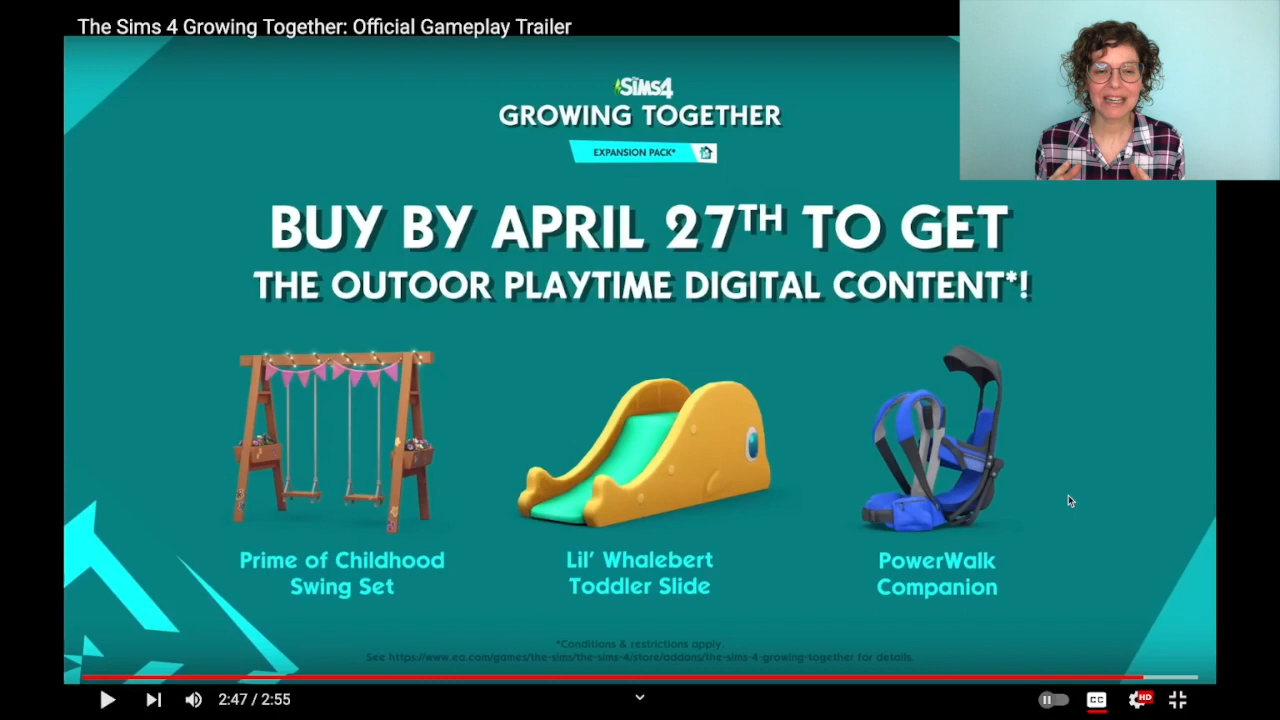 The Sims 4 Growing Together: Official Gameplay Trailer
The SiMS4
GROWING TOGETHER
EXPANSION PACK*
BUY BY APRIL 27TH TO GET
THE OUTOOR PLAYTIME DIGITAL CONTENT*!
Prime of Childhood
Swing Set
Lil’ Whalebert
Toddler Slide
PowerWalk
Companion
*Conditions & restrictions apply.
See https://www.ea.com/games/the-sims/the-sims-4/store/addons/the-sims-4-growing-together for details.
2:47 / 2:55
CC
HD